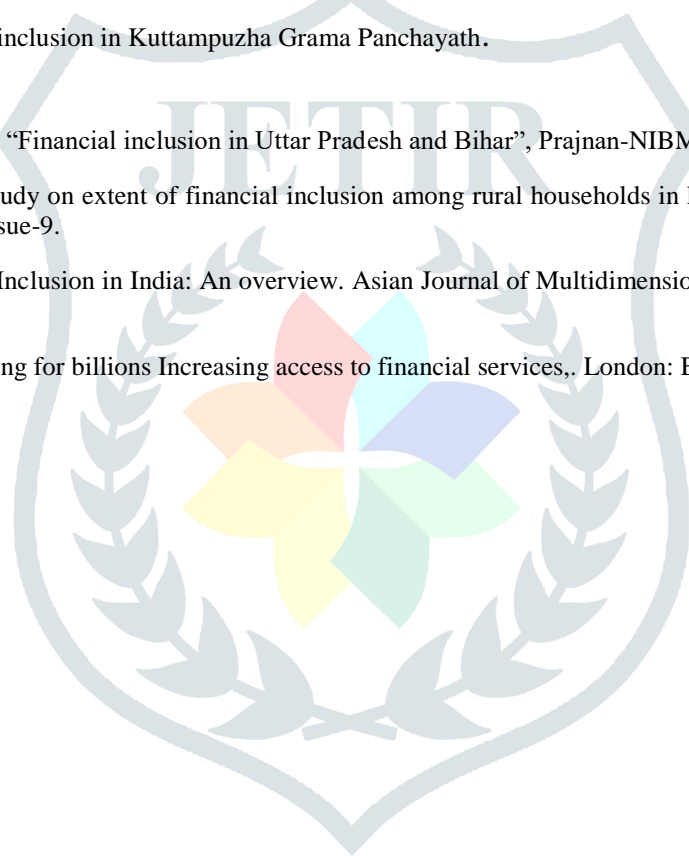 inclusion in Kuttampuzha Grama Panchayath.
JETIR
“Financial inclusion in Uttar Pradesh and Bihar”, Prajnan-NIBM
udy on extent of financial inclusion among rural households in
sue-9.
Inclusion in India: An overview. Asian Journal of Multidimensio
ng for billions Increasing access to financial services,. London: